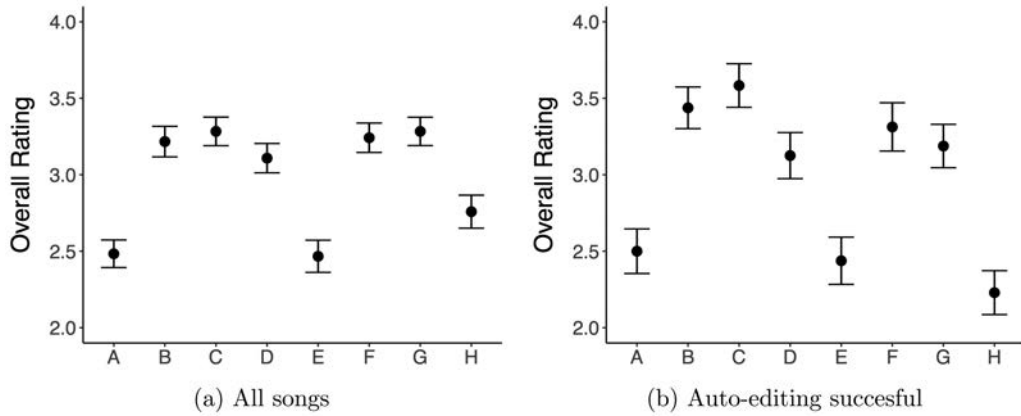 4.0
3.5
3.0
2.5
2.0
Overall Rating
A B C D E F G H
(a) All songs
4.0
3.5
3.0
2.5
2.0
Overall Rating
A B C D E F G H
(b) Auto-editing succesful